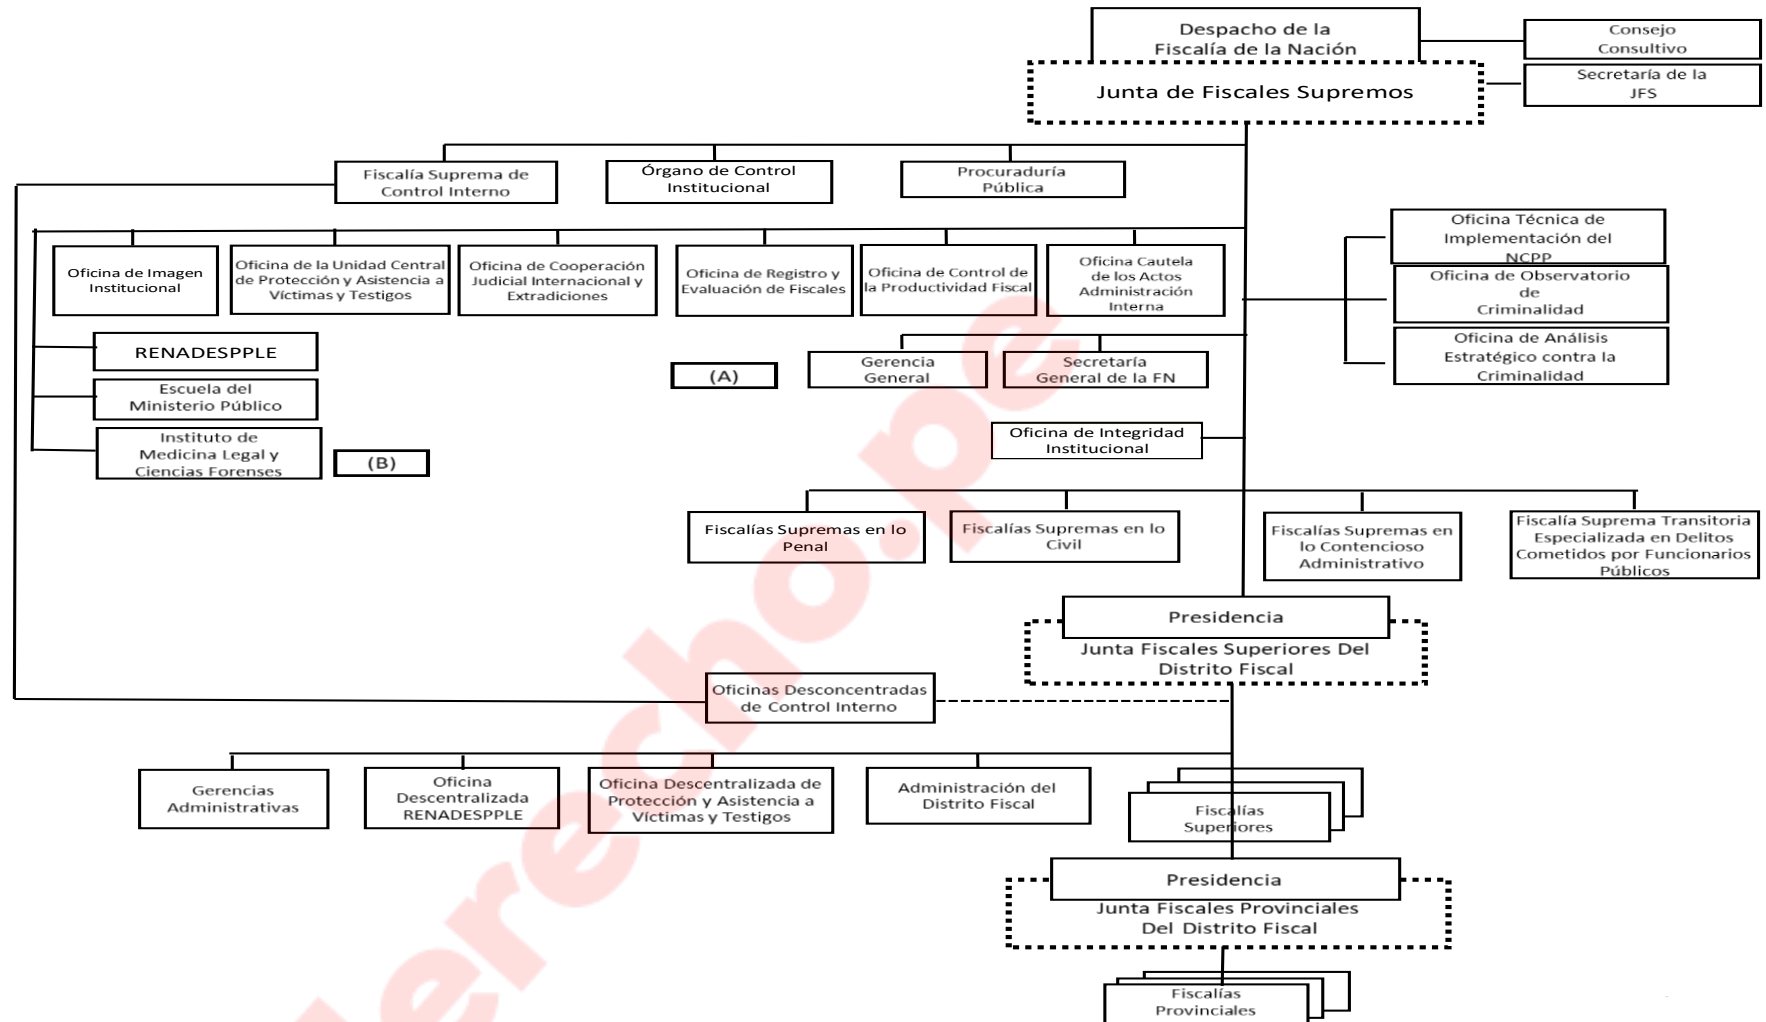 Despacho de la
Fiscalía de la Nación
Consejo
Consultivo
Junta de Fiscales Supremos
Secretaría de la
JFS
Fiscalía Suprema de
Control Interno
Órgano de Control
Institucional
Procuraduría
Pública
Oficina de Imagen
Institucional
Oficina de la Unidad Central
de Protección y Asistencia a
Víctimas y Testigos
Oficina de Cooperación
Judicial Internacional y
Extradiciones
Oficina de Registro y
Evaluación de Fiscales
Oficina de Control de
la Productividad Fiscal
Oficina Cautela
de los Actos
Administración
Interna
Oficina Técnica de
Implementación del
NCPP
Oficina de Observatorio
de
Criminalidad
Oficina de Análisis
Estratégico contra la
Criminalidad
RENADESPPLE
Escuela del
Ministerio Público
Instituto de
Medicina Legal y
Ciencias Forenses
(B)
(A)
Gerencia
General
Secretaría
General de la FN
Oficina de Integridad
Institucional
Fiscalías Supremas en lo
Penal
Fiscalías Supremas en lo
Civil
Fiscalías Supremas en
lo Contencioso
Administrativo
Fiscalía Suprema Transitoria
Especializada en Delitos
Cometidos por Funcionarios
Públicos
Presidencia
Junta Fiscales Superiores Del
Distrito Fiscal
Oficinas Desconcentradas
de Control Interno
Gerencias
Administrativas
Oficina
Descentralizada
RENADESPPLE
Oficina Descentralizada de
Protección y Asistencia a
Víctimas y Testigos
Administración del
Distrito Fiscal
Fiscalías
Superiores
Presidencia
Junta Fiscales Provinciales
Del Distrito Fiscal
Fiscalías
Provinciales
derecho.pe